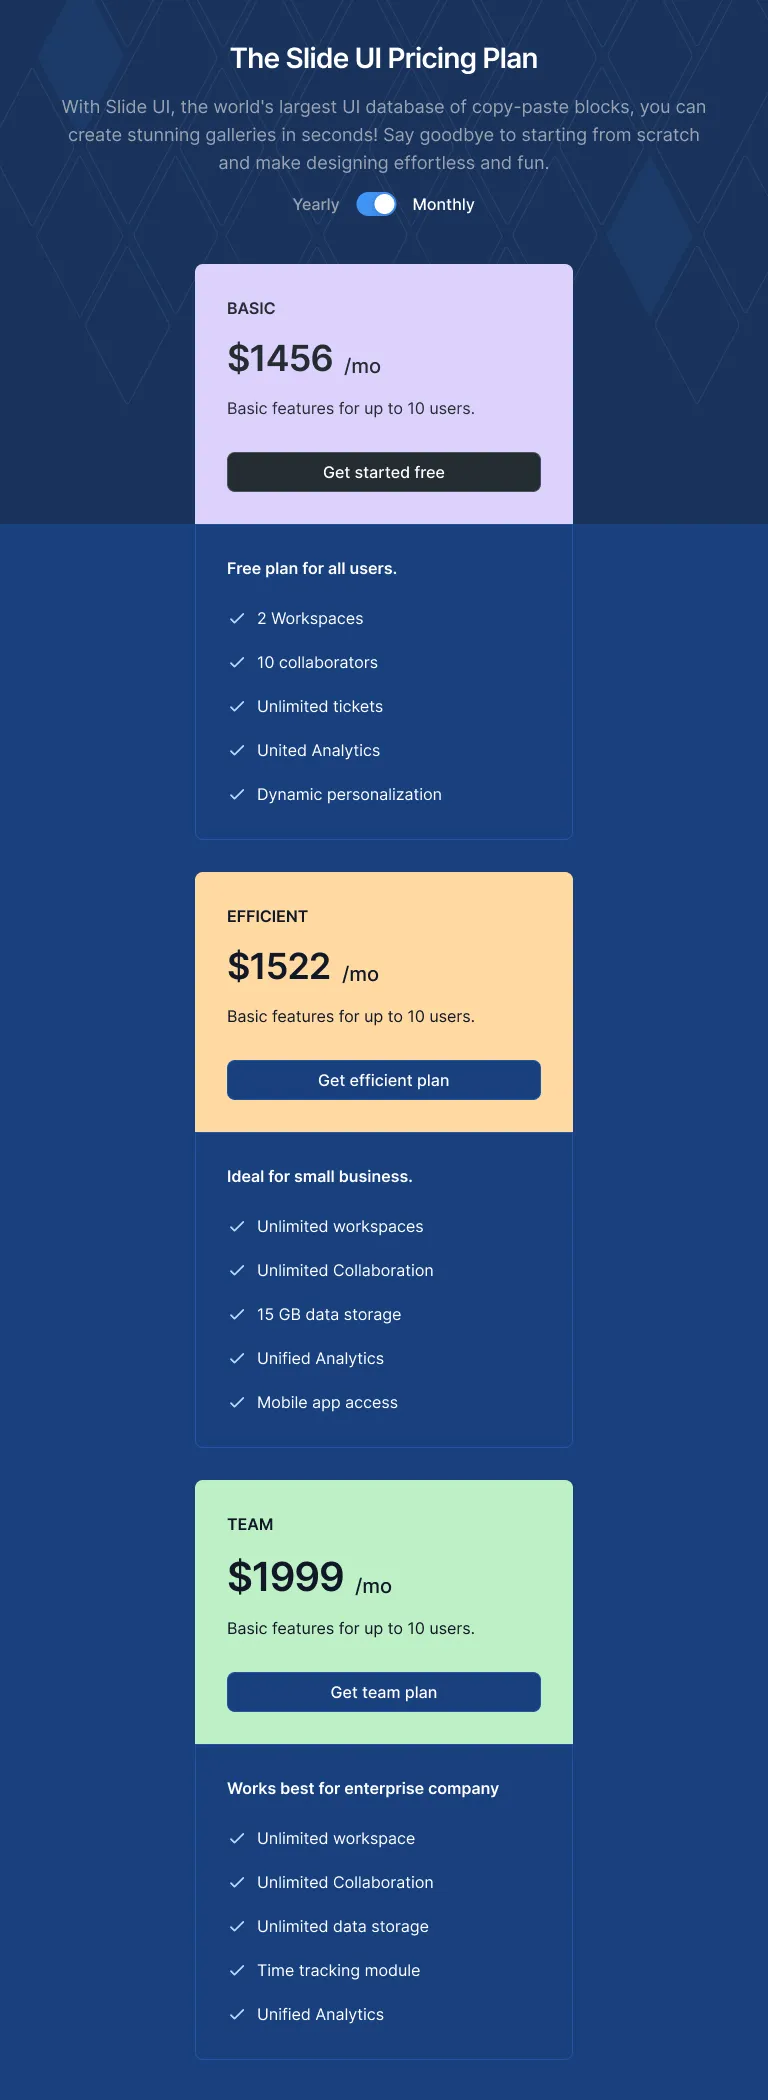 The Slide UI Pricing Plan
With Slide UI, the world's largest UI database of copy-paste blocks, you can
create stunning galleries in seconds! Say goodbye to starting from scratch
and make designing effortless and fun.
Yearly Monthly
BASIC
$1456 /mo
Basic features for up to 10 users.
Get started free
Free plan for all users.
2 Workspaces
10 collaborators
Unlimited tickets
United Analytics
Dynamic personalization
EFFICIENT
$1522 /mo
Basic features for up to 10 users.
Get efficient plan
Ideal for small business.
Unlimited workspaces
Unlimited Collaboration
15 GB data storage
Unified Analytics
Mobile app access
TEAM
$1999 /mo
Basic features for up to 10 users.
Get team plan
Works best for enterprise company
Unlimited workspace
Unlimited Collaboration
Unlimited data storage
Time tracking module
Unified Analytics